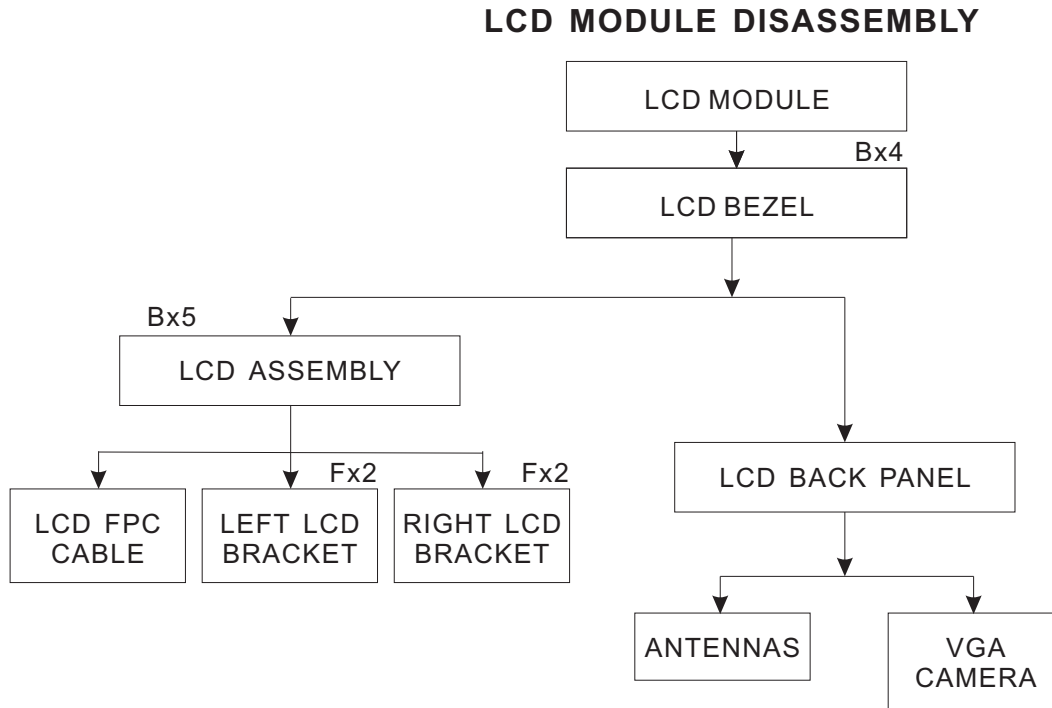 LCD MODULE DISASSEMBLY
LCD MODULE
Bx4
LCD BEZEL
Bx5
LCD ASSEMBLY
LCD BACK PANEL
Fx2
Fx2
LCD FPC
CABLE
LEFT LCD
BRACKET
RIGHT LCD
BRACKET
ANTENNAS
VGA
CAMERA